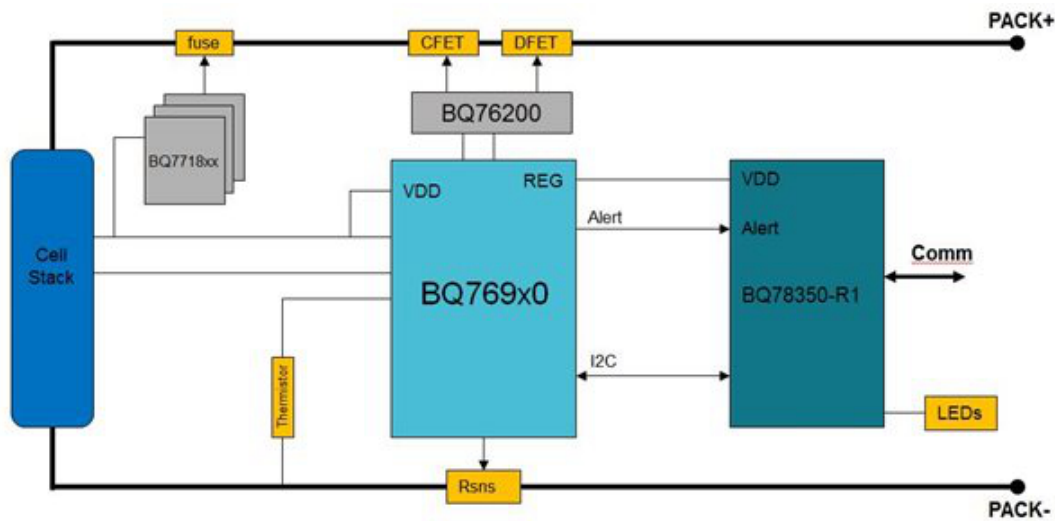 PACK+
fuse
CFET
DFET
BQ76200
BQ7718xx
VDD
REG
VDD
Alert
Alert
Cell
Stack
Comm
BQ769x0
BQ78350-R1
I2C
Thermistor
LEDs
Rsns
PACK-